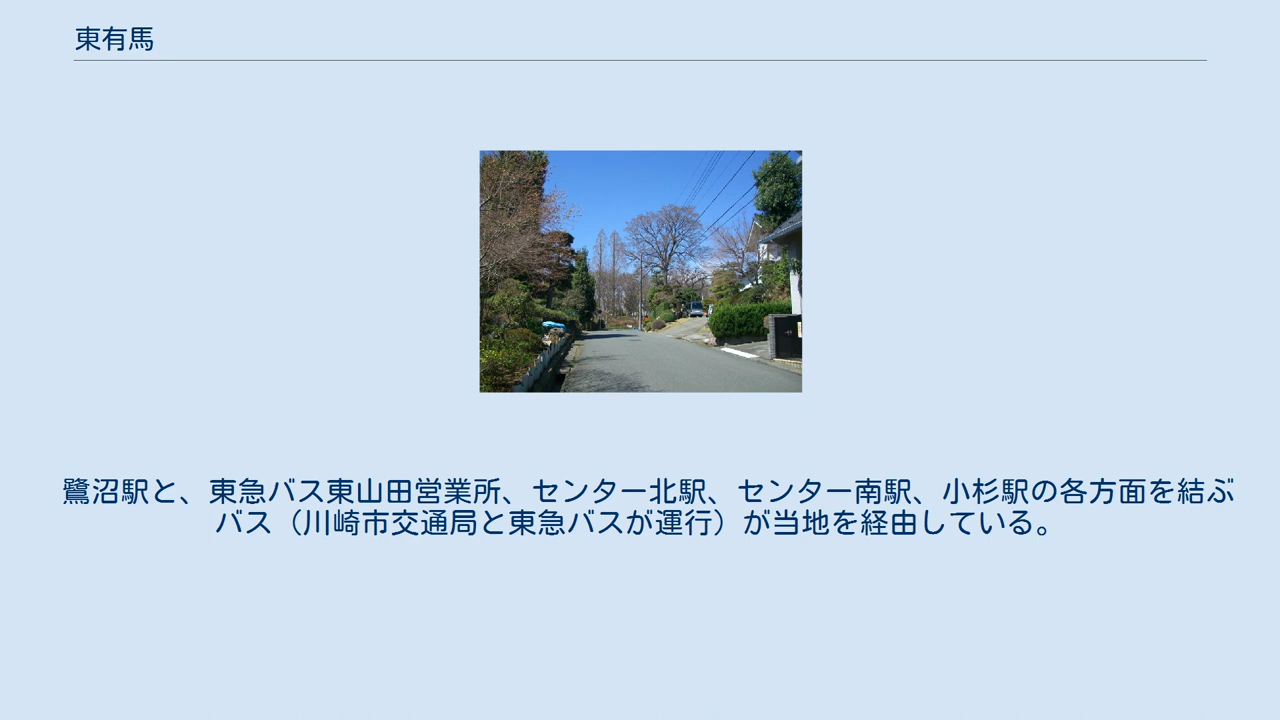 東有馬
鷺沼駅と、東急バス東山田営業所、センター北駅、センター南駅、小杉駅の各方面を結ぶ
バス（川崎市交通局と東急バスが運行）が当地を経由している。